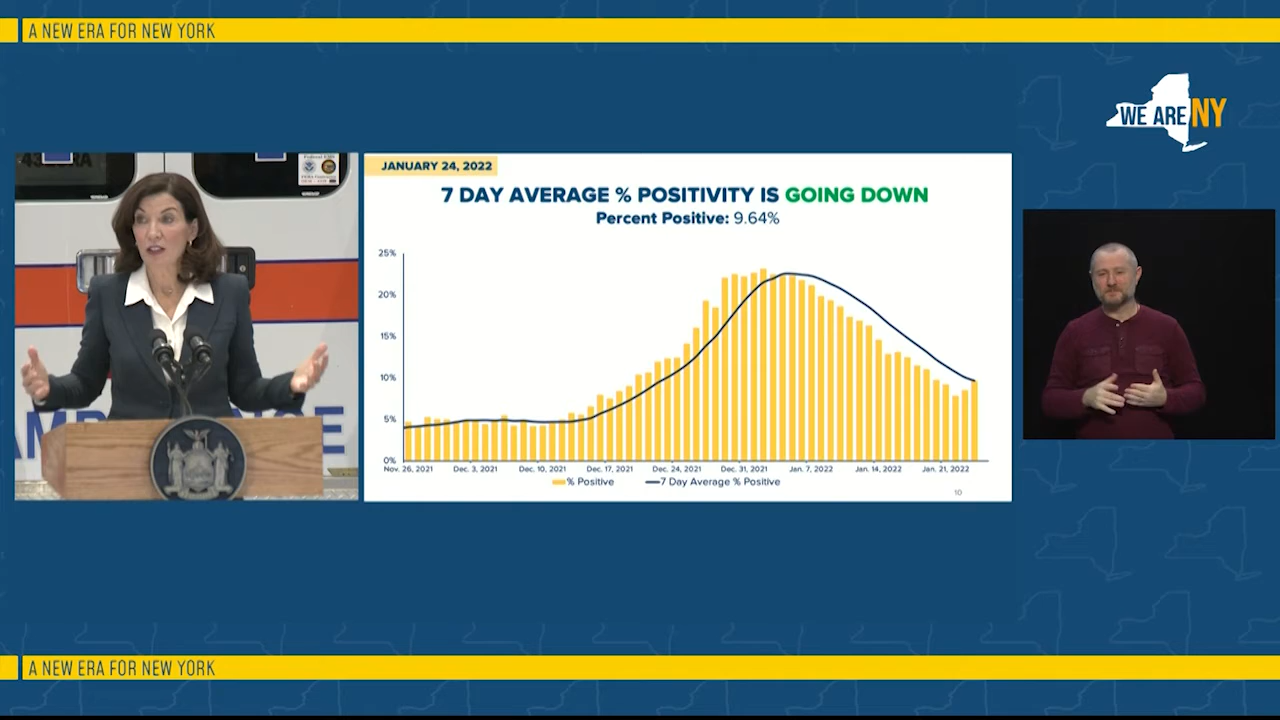 A NEW ERA FOR NEW YORK
WE ARE NY
JANUARY 24, 2022
7 DAY AVERAGE % POSITIVITY IS GOING DOWN
Percent Positive: 9.64%
25%
20%
15%
10%
5%
0%
Nov. 26, 2021 Dec. 3, 2021 Dec. 10, 2021 Dec. 17, 2021 Dec. 24, 2021 Dec. 31, 2021 Jan. 7, 2022 Jan. 14, 2022 Jan. 21, 2022
% Positive 7 Day Average % Positive
10
A NEW ERA FOR NEW YORK